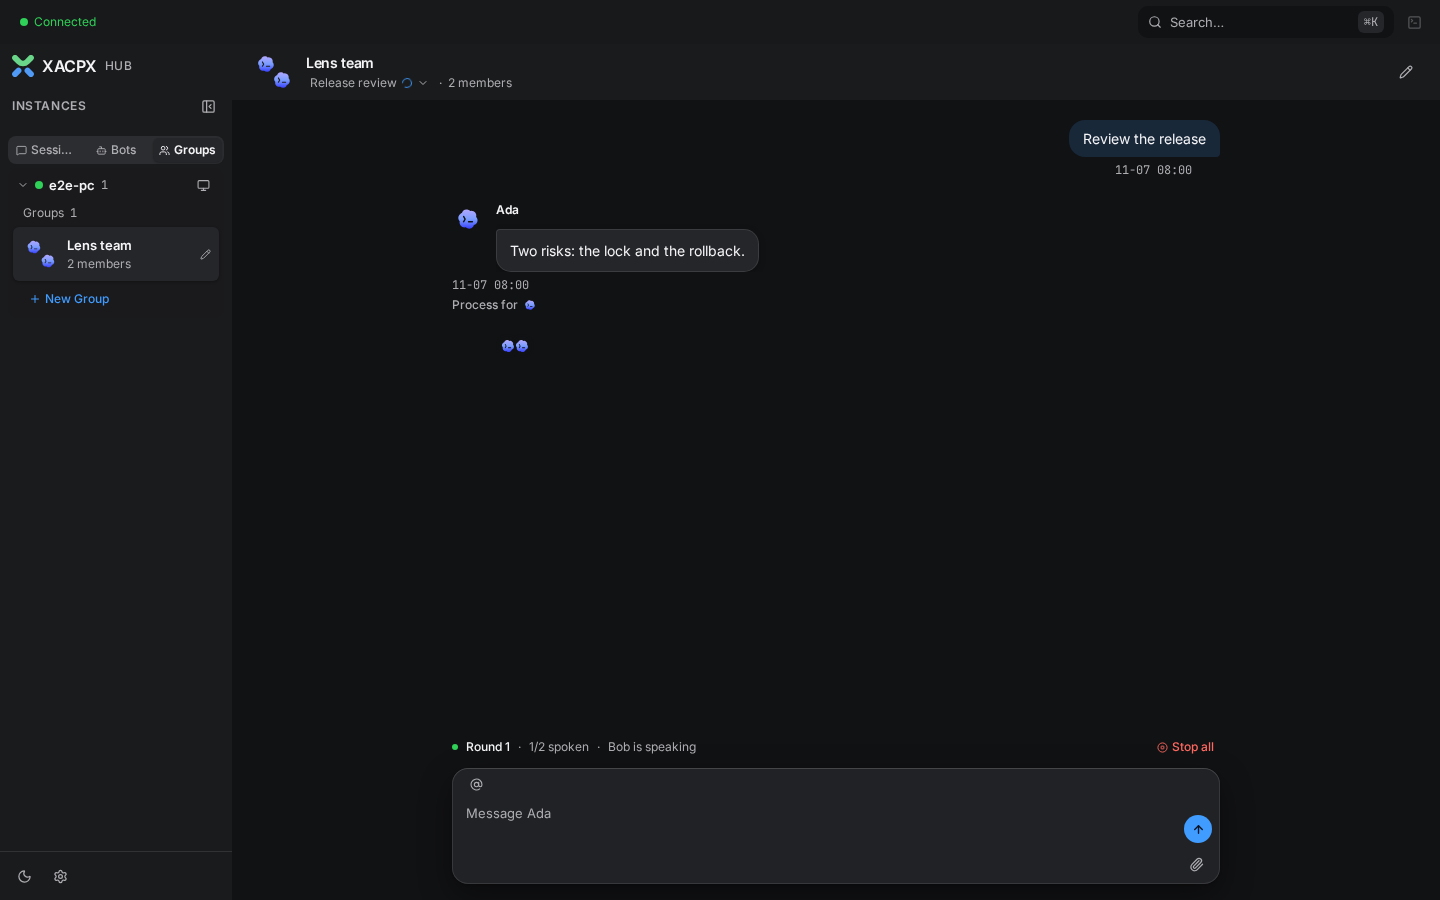 Connected
Search...
⌘K
XACPX HUB
INSTANCES
Sessi...
Bots
Groups
e2e-pc 1
Groups 1
Lens team
2 members
+ New Group
Lens team
Release review · 2 members
Review the release
11-07 08:00
Ada
Two risks: the lock and the rollback.
11-07 08:00
Process for
Round 1 · 1/2 spoken · Bob is speaking
Stop all
@
Message Ada